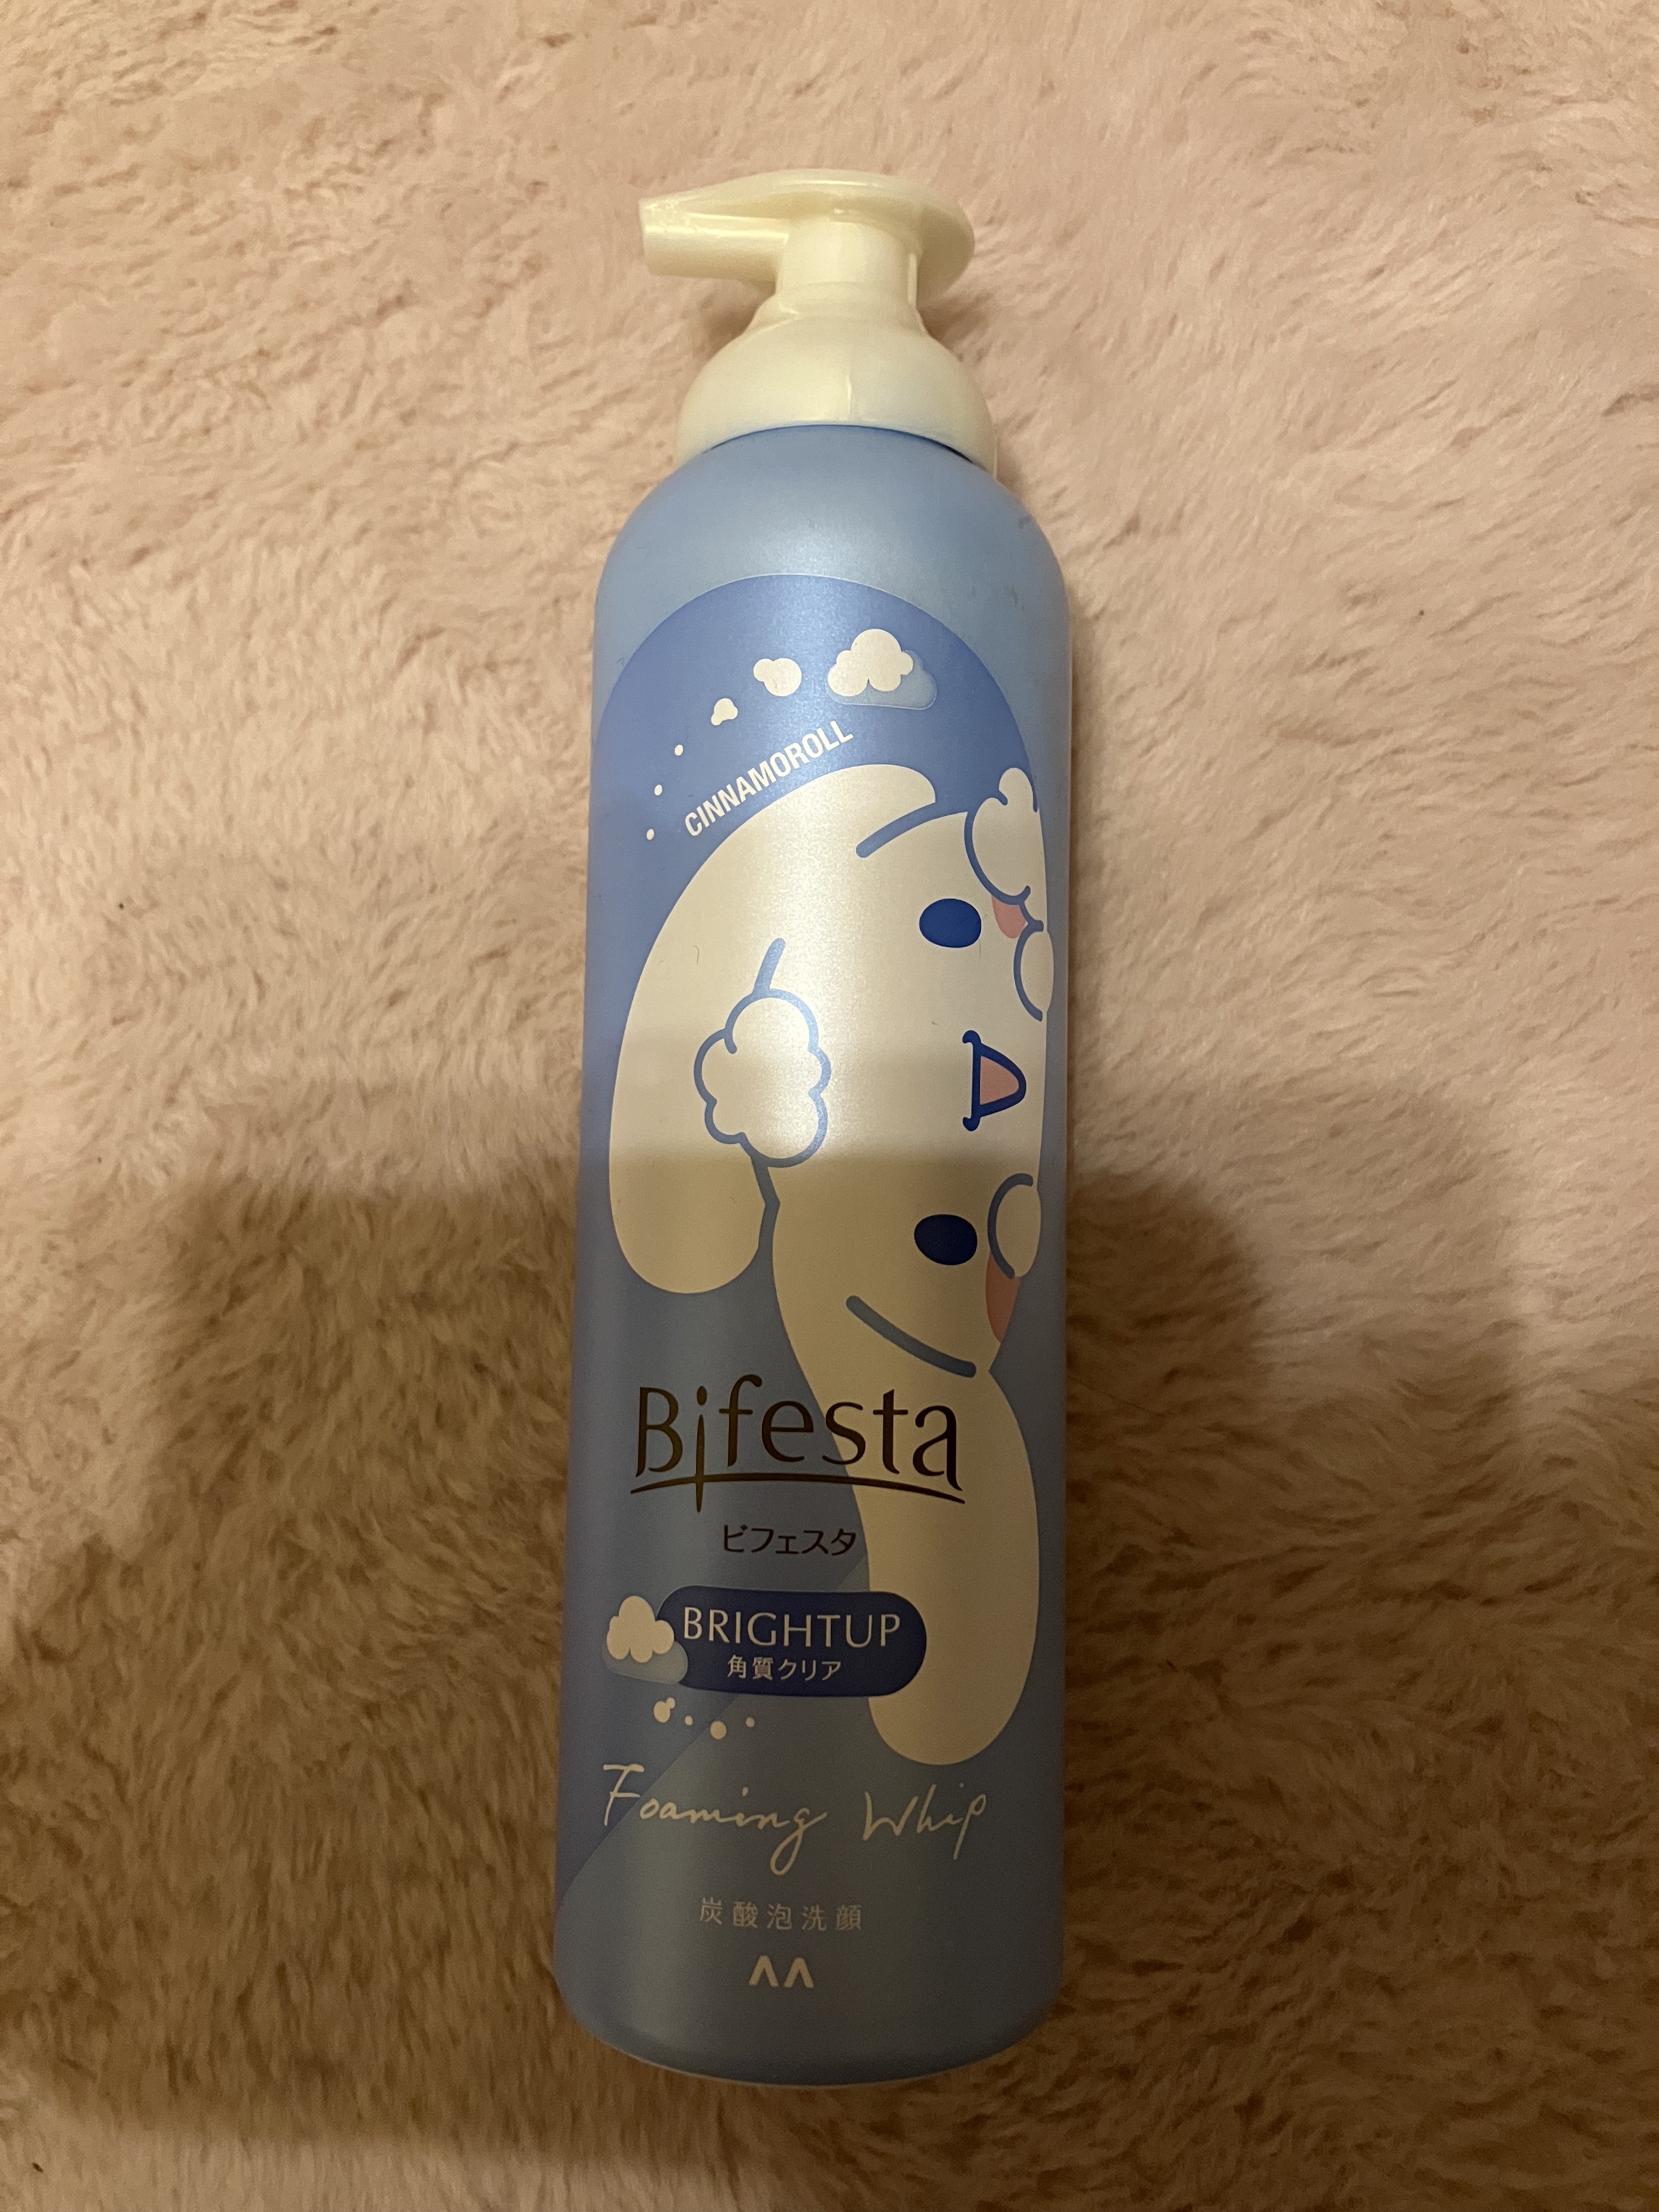 CINNAMOROLL
Bifesta
ビフェスタ
BRIGHTUP
角質クリア
Foaming Whip
炭酸泡洗顔